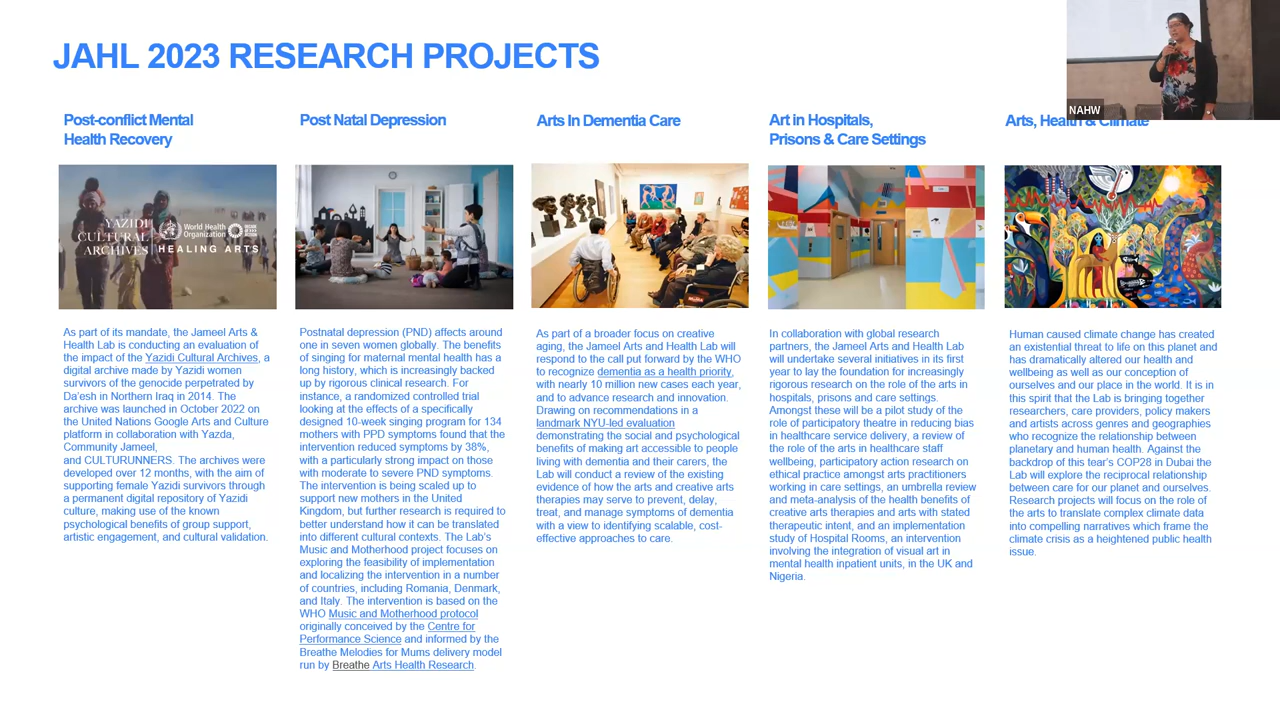 JAHL 2023 RESEARCH PROJECTS
NAHW
Post-conflict Mental
Health Recovery
YAZIDI
CULTURAL
ARCHIVES
World Health
Organization
HEALING ARTS
As part of its mandate, the Jameel Arts &
Health Lab is conducting an evaluation of
the impact of the Yazidi Cultural Archives, a
digital archive made by Yazidi women
survivors of the genocide perpetrated by
Da'esh in Northern Iraq in 2014. The
archive was launched in October 2022 on
the United Nations Google Arts and Culture
platform in collaboration with Yazda,
Community Jameel,
and CULTURUNNERS. The archives were
developed over 12 months, with the aim of
supporting female Yazidi survivors through
a permanent digital repository of Yazidi
culture, making use of the known
psychological benefits of group support,
artistic engagement, and cultural validation.
Post Natal Depression
Postnatal depression (PND) affects around
one in seven women globally. The benefits
of singing for maternal mental health has a
long history, which is increasingly backed
up by rigorous clinical research. For
instance, a randomized controlled trial
looking at the effects of a specifically
designed 10-week singing program for 134
mothers with PPD symptoms found that the
intervention reduced symptoms by 38%,
with a particularly strong impact on those
with moderate to severe PND symptoms.
The intervention is being scaled up to
support new mothers in the United
Kingdom, but further research is required to
better understand how it can be translated
into different cultural contexts. The Lab's
Music and Motherhood project focuses on
exploring the feasibility of implementation
and localizing the intervention in a number
of countries, including Romania, Denmark,
and Italy. The intervention is based on the
WHO Music and Motherhood protocol
originally conceived by the Centre for
Performance Science and informed by the
Breathe Melodies for Mums delivery model
run by Breathe Arts Health Research.
Arts In Dementia Care
As part of a broader focus on creative
aging, the Jameel Arts and Health Lab will
respond to the call put forward by the WHO
to recognize dementia as a health priority,
with nearly 10 million new cases each year,
and to advance research and innovation.
Drawing on recommendations in a
landmark NYU-led evaluation
demonstrating the social and psychological
benefits of making art accessible to people
living with dementia and their carers, the
Lab will conduct a review of the existing
evidence of how the arts and creative arts
therapies may serve to prevent, delay,
treat, and manage symptoms of dementia
with a view to identifying scalable, cost-
effective approaches to care.
Art in Hospitals,
Prisons & Care Settings
In collaboration with global research
partners, the Jameel Arts and Health Lab
will undertake several initiatives in its first
year to lay the foundation for increasingly
rigorous research on the role of the arts in
hospitals, prisons and care settings.
Amongst these will be a pilot study of the
role of participatory theatre in reducing bias
in healthcare service delivery, a review of
the role of the arts in healthcare staff
wellbeing, participatory action research on
ethical practice amongst arts practitioners
working in care settings, an umbrella review
and meta-analysis of the health benefits of
creative arts therapies and arts with stated
therapeutic intent, and an implementation
study of Hospital Rooms, an intervention
involving the integration of visual art in
mental health inpatient units, in the UK and
Nigeria.
Arts, Health & Climate
Human caused climate change has created
an existential threat to life on this planet and
has dramatically altered our health and
wellbeing as well as our conception of
ourselves and our place in the world. It is in
this spirit that the Lab is bringing together
researchers, care providers, policy makers
and artists across genres and geographies
who recognize the relationship between
planetary and human health. Against the
backdrop of this tear's COP28 in Dubai the
Lab will explore the reciprocal relationship
between care for our planet and ourselves.
Research projects will focus on the role of
the arts to translate complex climate data
into compelling narratives which frame the
climate crisis as a heightened public health
issue.